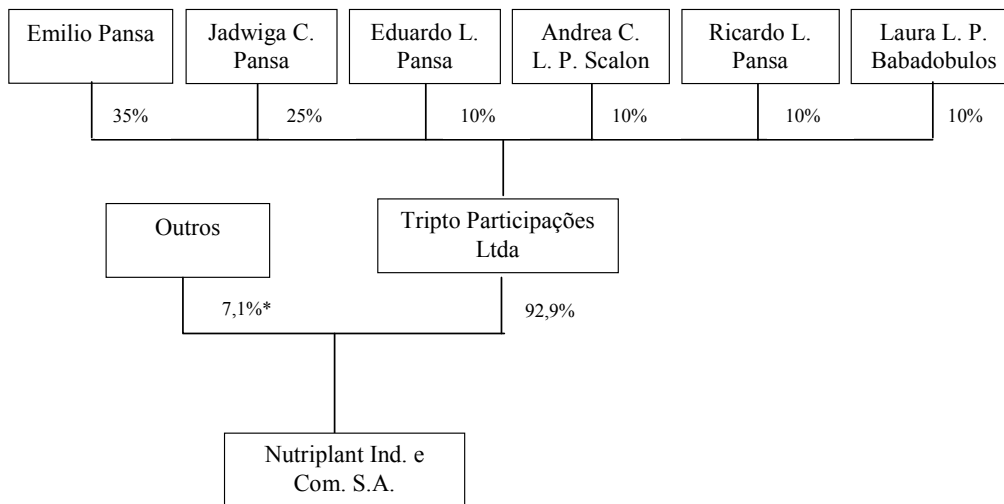 Emilio Pansa
Jadwiga C.
Pansa
Eduardo L.
Pansa
Andrea C.
L. P. Scalon
Ricardo L.
Pansa
Laura L. P.
Babadobulos
35%
25%
10%
10%
10%
10%
Outros
Tripto Participações
Ltda
7,1%*
92,9%
Nutriplant Ind. e
Com. S.A.